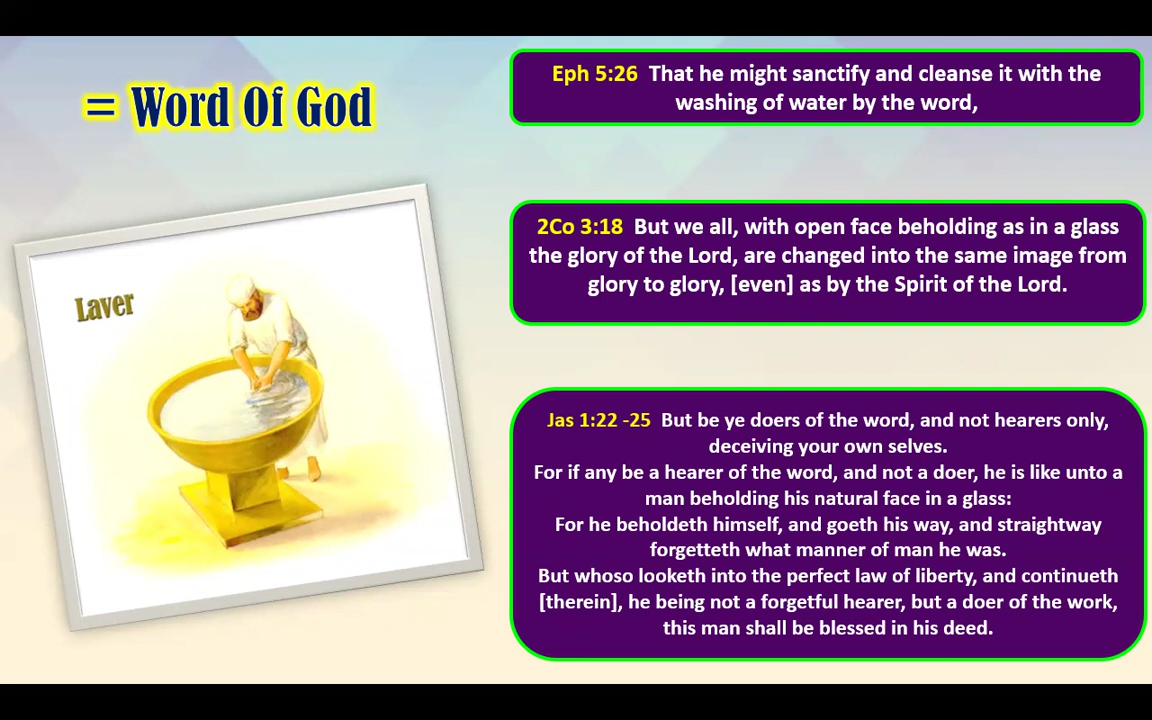 = Word Of God
Laver
Eph 5:26 That he might sanctify and cleanse it with the
washing of water by the word,
2Co 3:18 But we all, with open face beholding as in a glass
the glory of the Lord, are changed into the same image from
glory to glory, [even] as by the Spirit of the Lord.
Jas 1:22 -25 But be ye doers of the word, and not hearers only,
deceiving your own selves.
For if any be a hearer of the word, and not a doer, he is like unto a
man beholding his natural face in a glass:
For he beholdeth himself, and goeth his way, and straightway
forgetteth what manner of man he was.
But whoso looketh into the perfect law of liberty, and continueth
[therein], he being not a forgetful hearer, but a doer of the work,
this man shall be blessed in his deed.